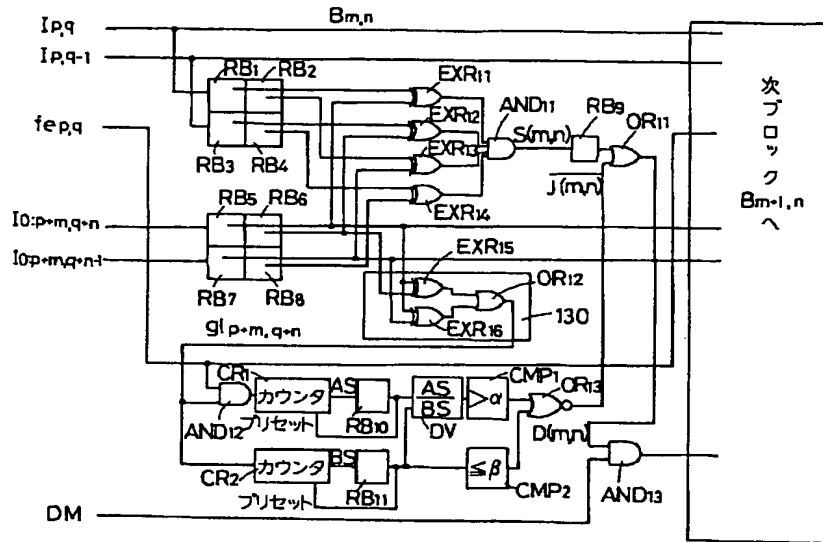 Ip,q
Bm,n
Ip,q-1
RB1
RB2
EXR11
EXR12
AND11
RB9
OR11
fep,q
S(m,n)
EXR13
RB3
RB4
J(m,n)
RB5
RB6
EXR14
I0:p+m,q+n
EXR15
I0:p+m,q+n-1
OR12
RB7
RB8
130
glp+m,q+n
EXR16
CR1
CMP1
カウンタ
AS
AS
BS
>α
OR13
AND12
プリセット
RB10
DV
D(m,n)
カウンタ
BS
≦β
CR2
プリセット
RB11
CMP2
AND13
DM
次ブロック
Bm+1,n
へ